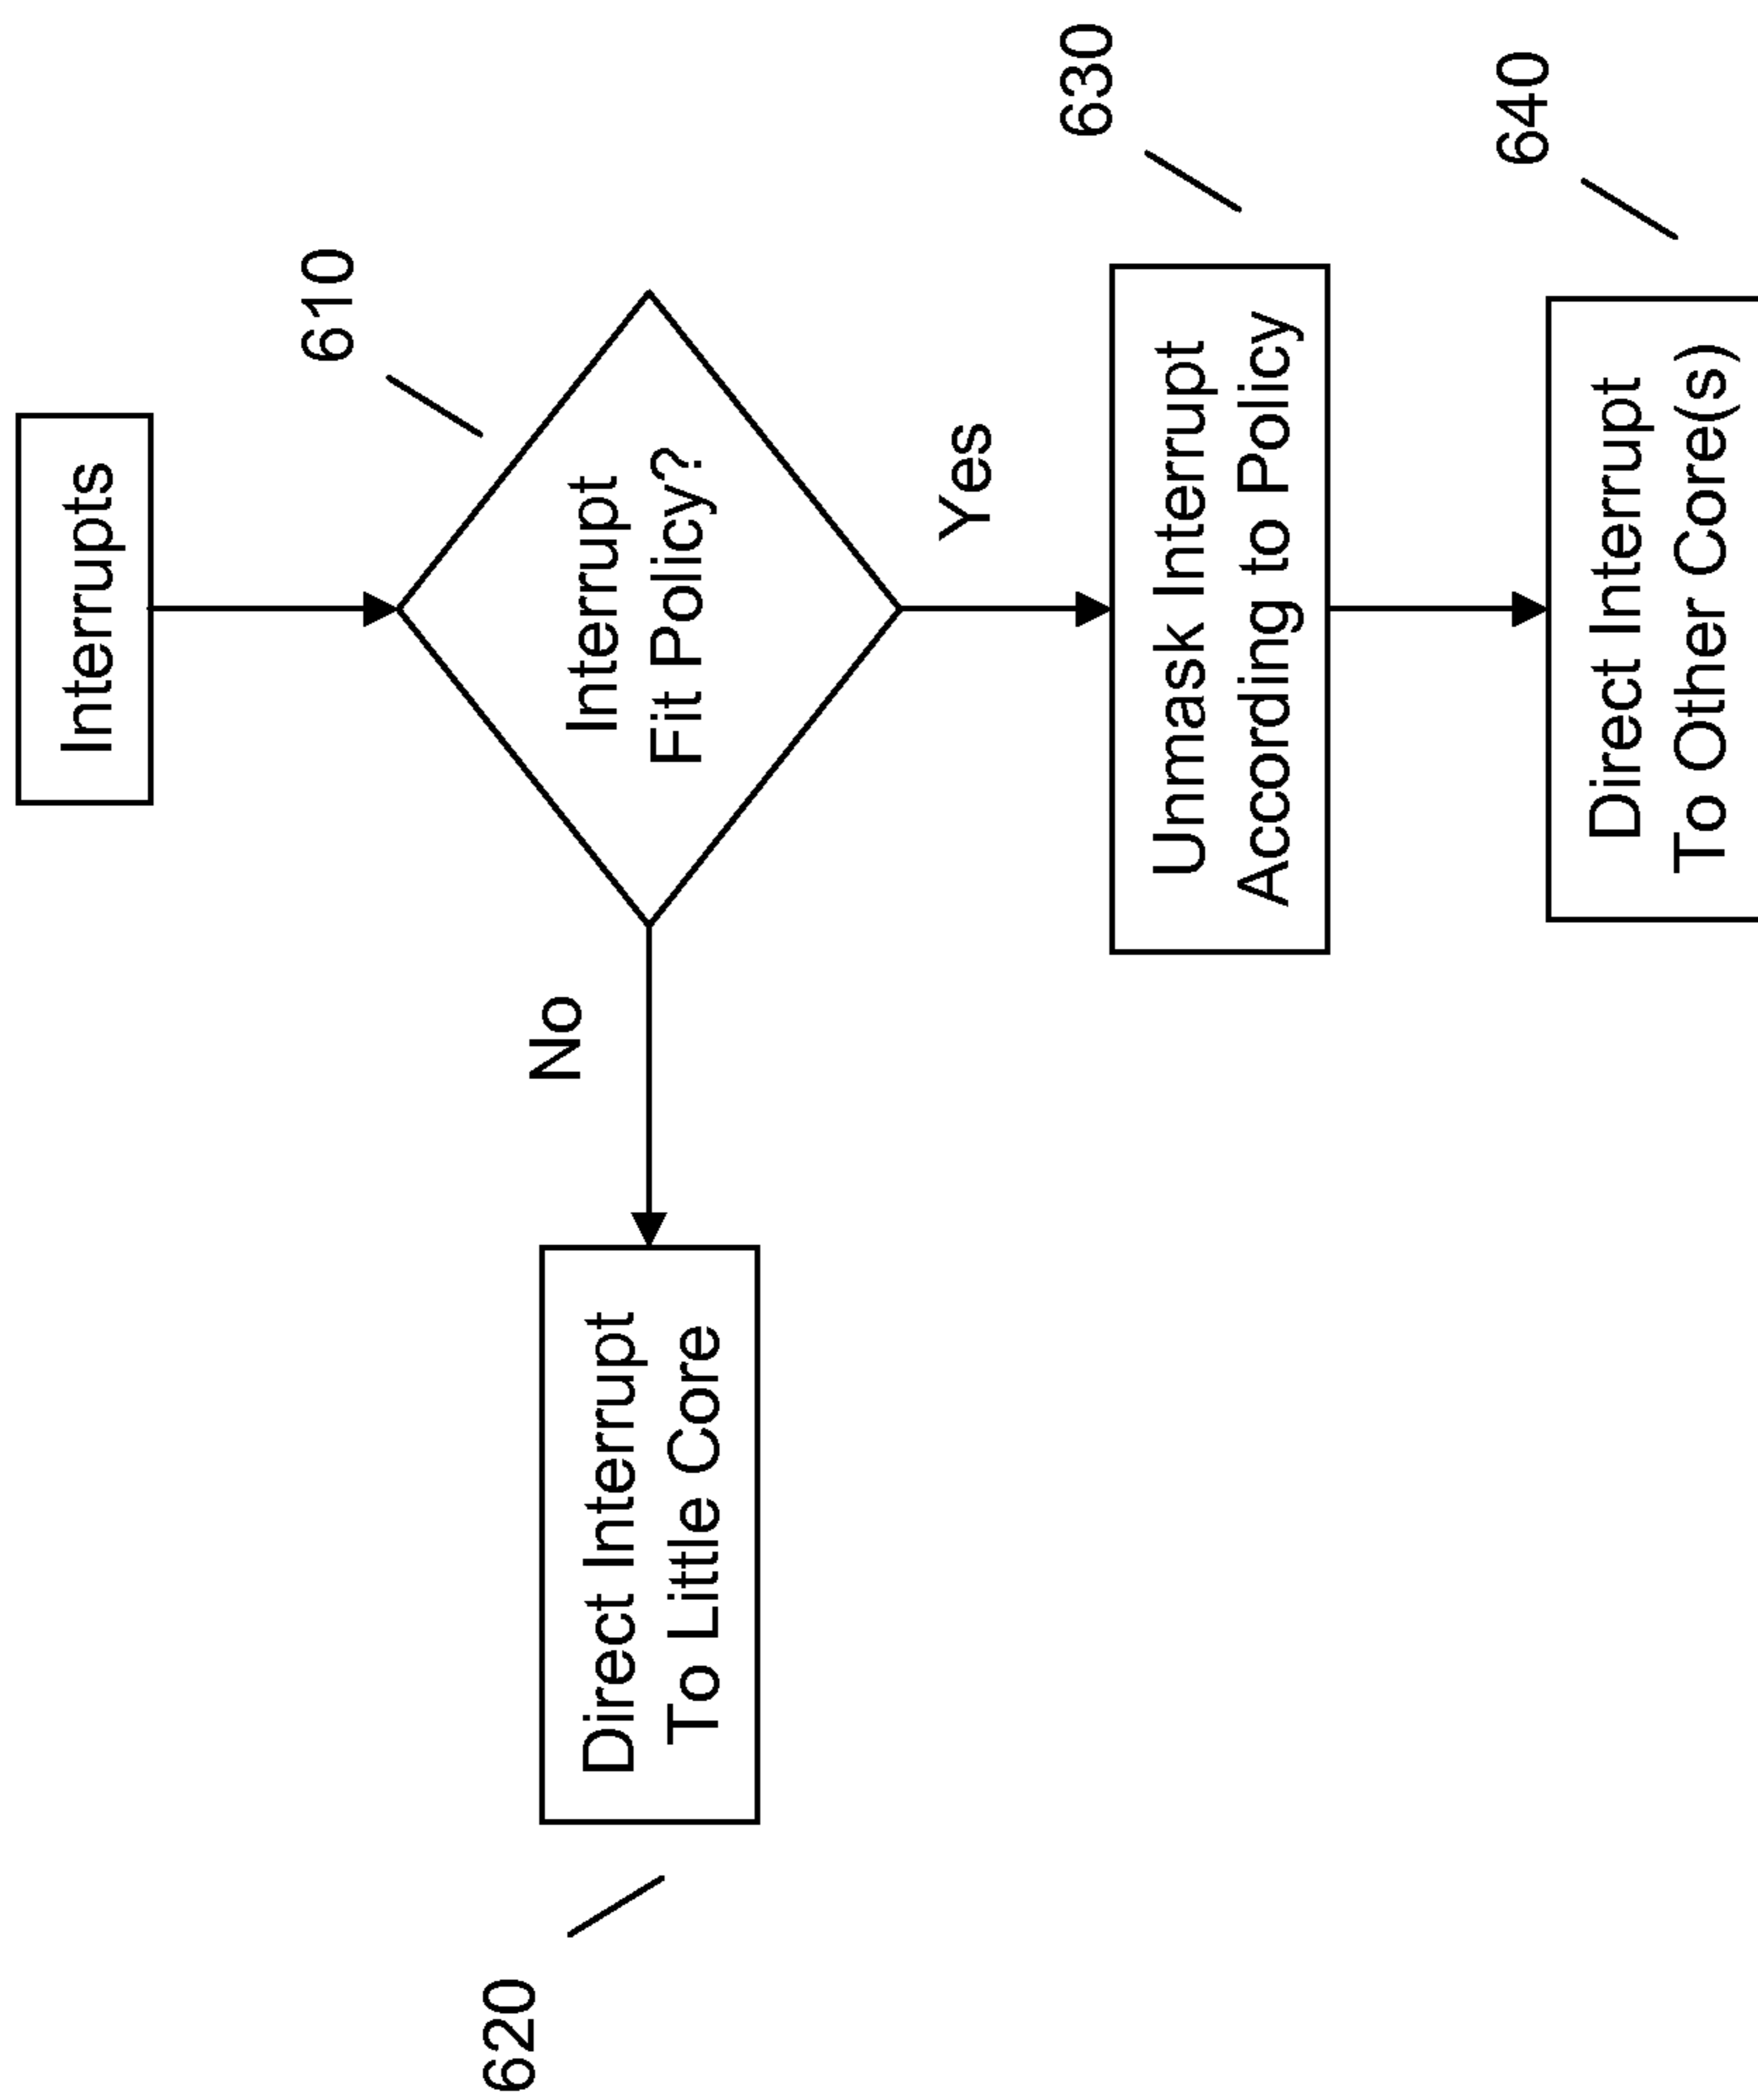 Interrupts
610
Interrupt
Fit Policy?
No
Yes
Direct Interrupt
To Little Core
620
Unmask Interrupt
According to Policy
630
Direct Interrupt
To Other Core(s)
640